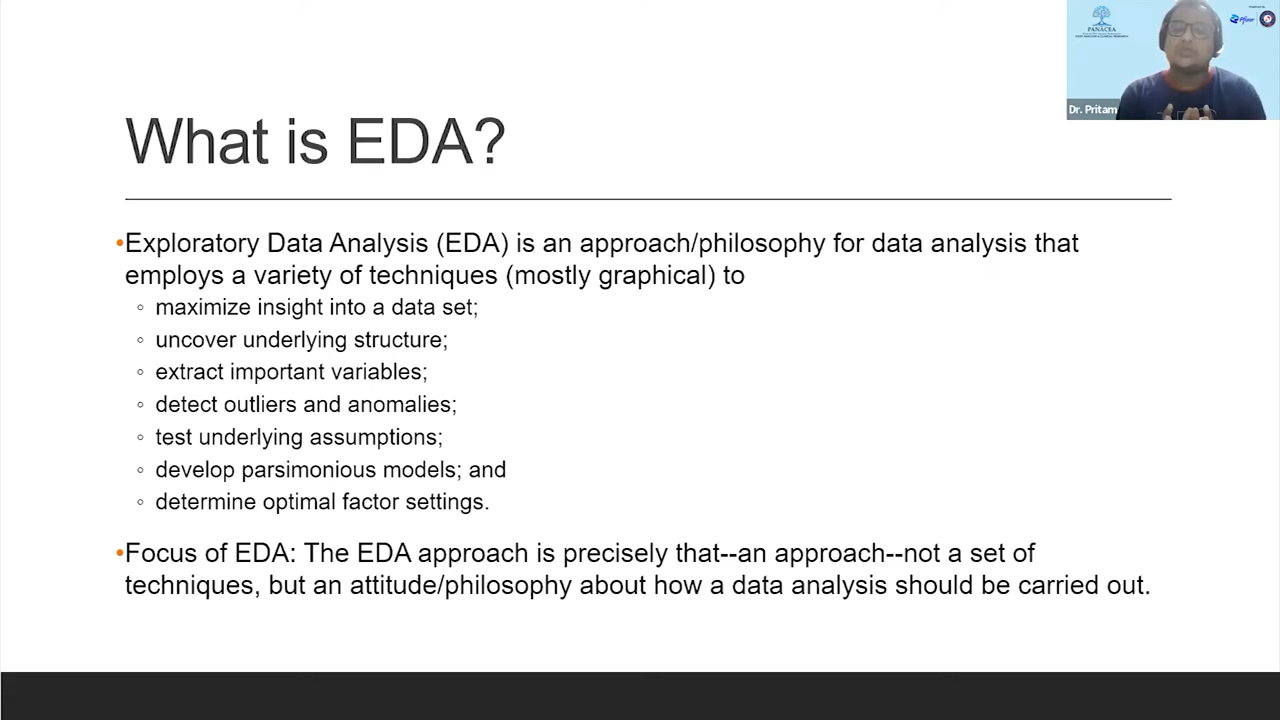 What is EDA?
•Exploratory Data Analysis (EDA) is an approach/philosophy for data analysis that
employs a variety of techniques (mostly graphical) to
◦ maximize insight into a data set;
◦ uncover underlying structure;
◦ extract important variables;
◦ detect outliers and anomalies;
◦ test underlying assumptions;
◦ develop parsimonious models; and
◦ determine optimal factor settings.
•Focus of EDA: The EDA approach is precisely that--an approach--not a set of
techniques, but an attitude/philosophy about how a data analysis should be carried out.
PANACEA
Pfizer
Dr. Pritam